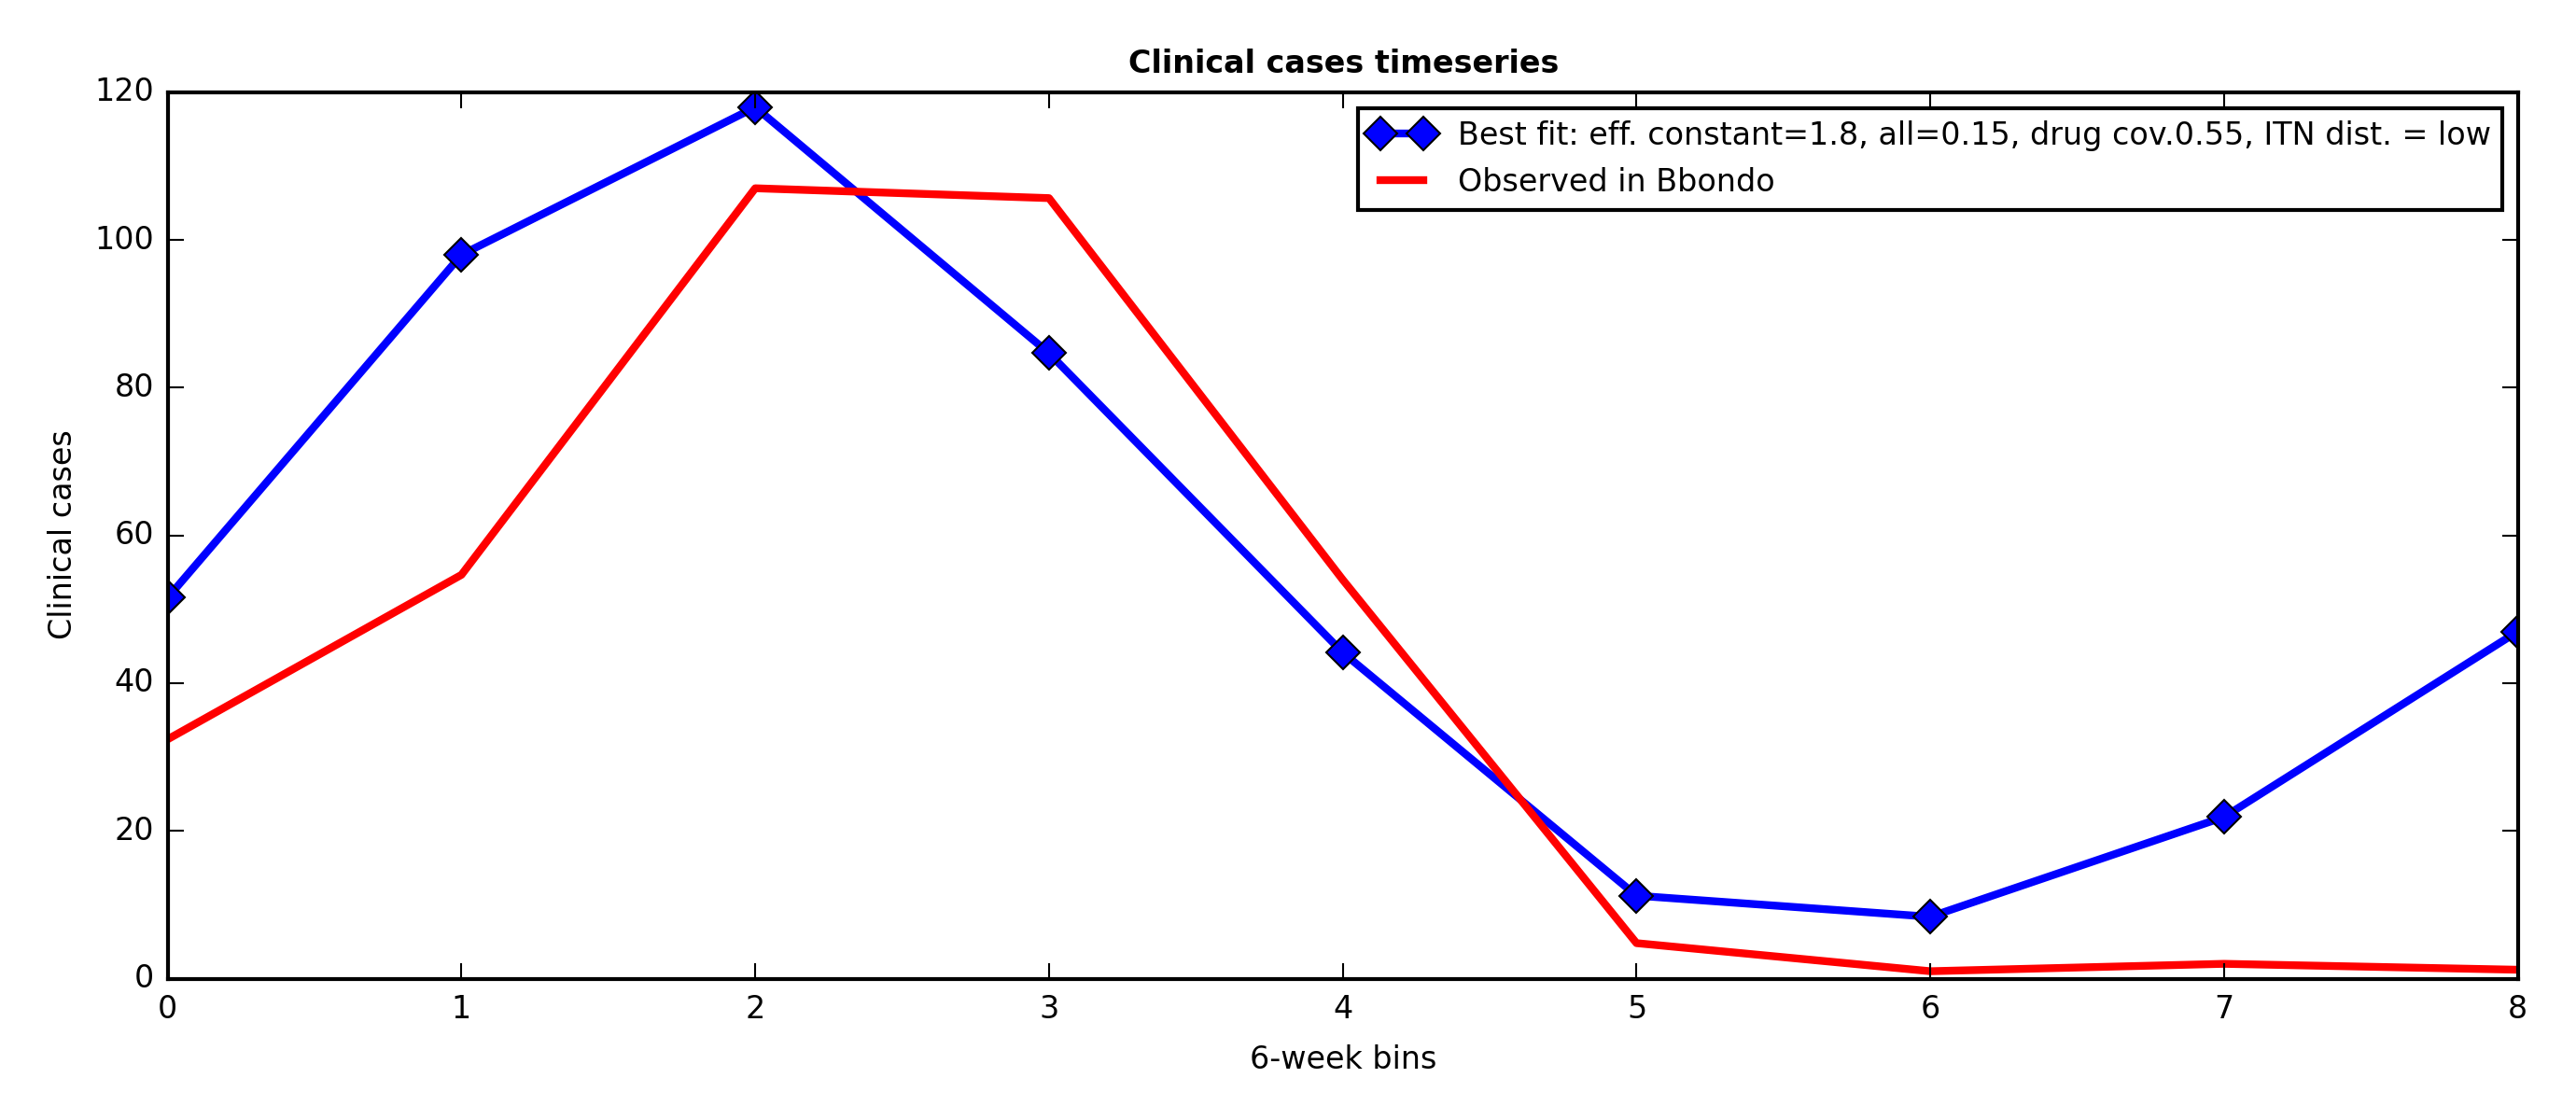 Clinical cases timeseries
120
100
80
60
40
20
0
Clinical cases
Best fit: eff. constant=1.8, all=0.15, drug cov.0.55, ITN dist. = low
Observed in Bbondo
0 1 2 3 4 5 6 7 8
6-week bins